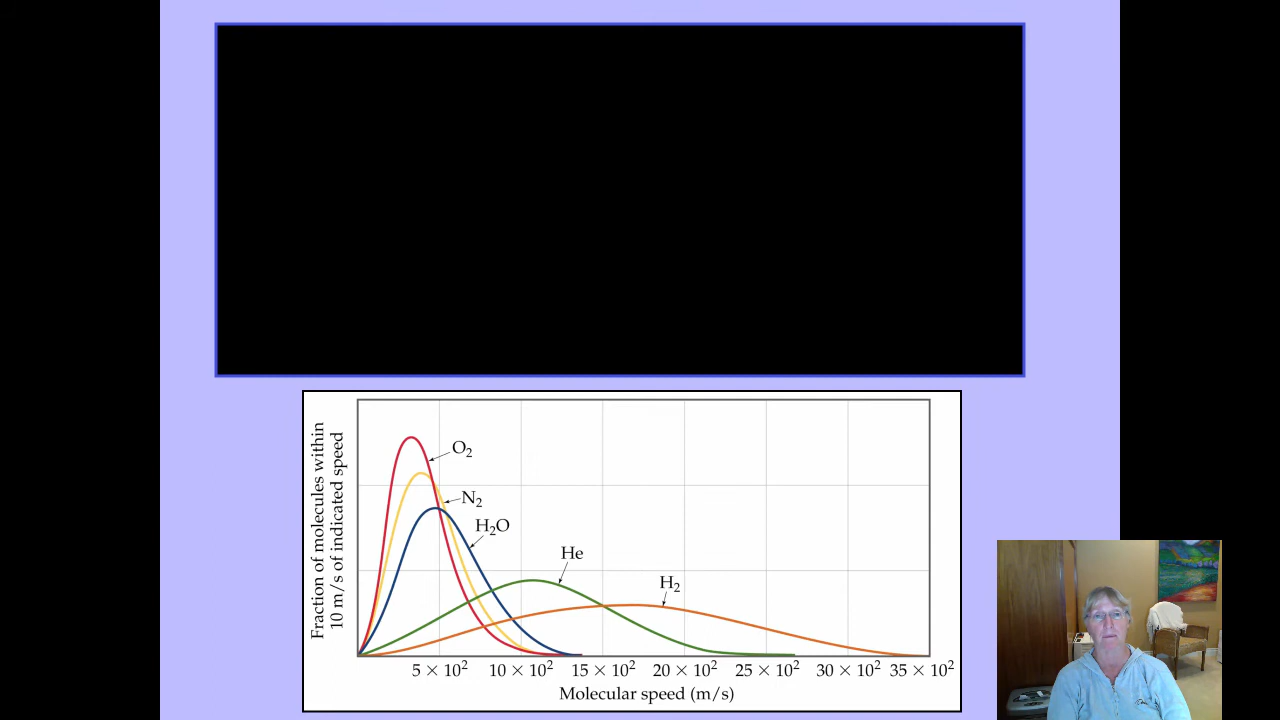 Fraction of molecules within
10 m/s of indicated speed
O₂
N₂
H₂O
He
H₂
5 × 10² 10 × 10² 15 × 10² 20 × 10² 25 × 10² 30 × 10² 35 × 10²
Molecular speed (m/s)